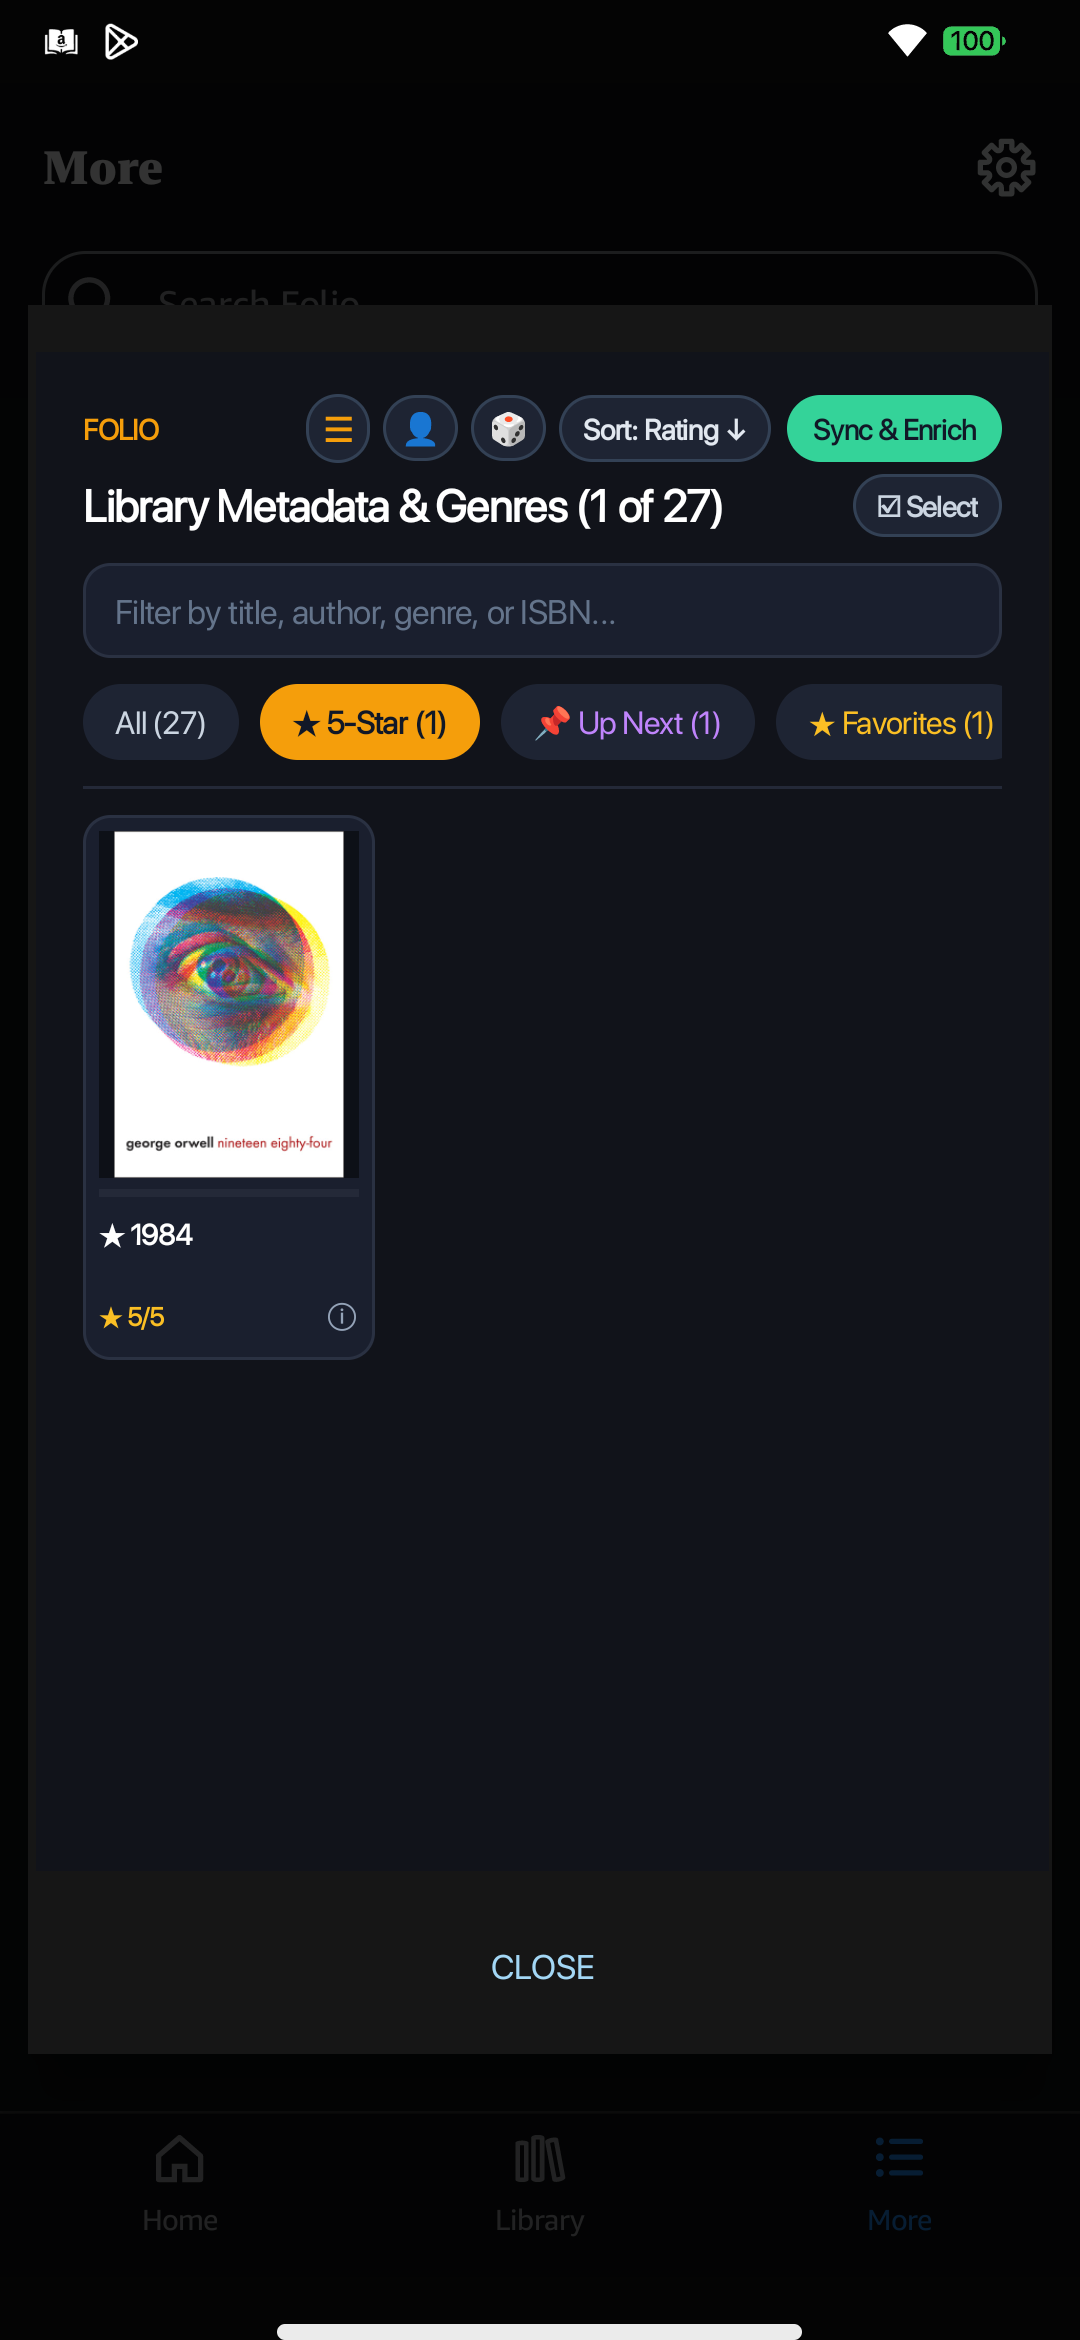 100
More
Search Folio
FOLIO
Sort: Rating ↓
Sync & Enrich
Library Metadata & Genres (1 of 27)
☑ Select
Filter by title, author, genre, or ISBN...
All (27)
★ 5-Star (1)
📌 Up Next (1)
★ Favorites (1)
george orwell nineteen eighty-four
★ 1984
★ 5/5
CLOSE
Home
Library
More